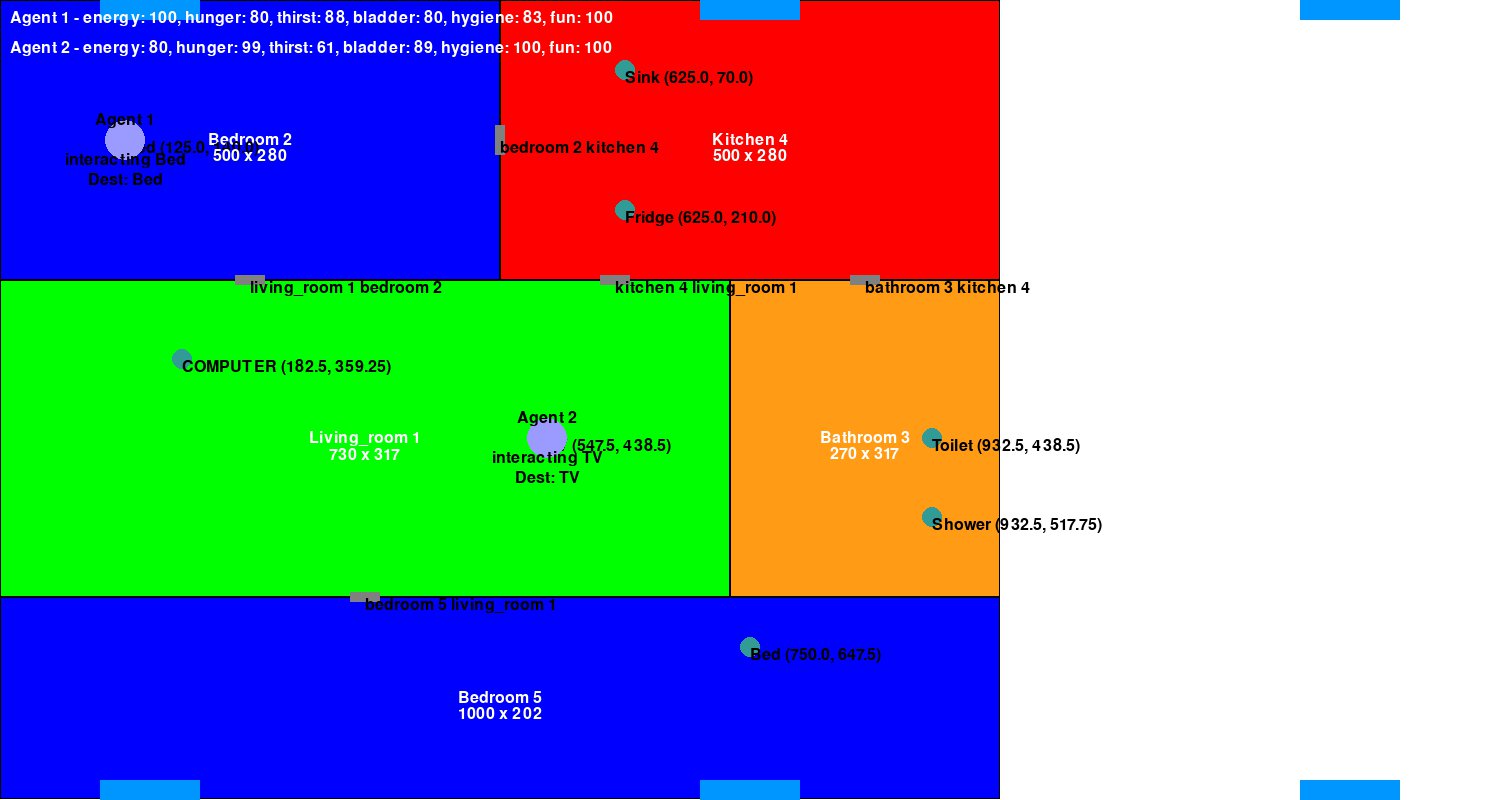 Agent 1 - energy: 100, hunger: 80, thirst: 88, bladder: 80, hygiene: 83, fun: 100
Agent 2 - energy: 80, hunger: 99, thirst: 61, bladder: 89, hygiene: 100, fun: 100
Sink (625.0, 70.0)
Agent 1
Bedroom 2
500 x 280
interacting Bed
Dest: Bed
bedroom 2 kitchen 4
Kitchen 4
500 x 280
Fridge (625.0, 210.0)
living_room 1 bedroom 2
kitchen 4 living_room 1
bathroom 3 kitchen 4
COMPUTER (182.5, 359.25)
Agent 2
(547.5, 438.5)
interacting TV
Dest: TV
Living_room 1
730 x 317
Bathroom 3
270 x 317
Toilet (932.5, 438.5)
Shower (932.5, 517.75)
bedroom 5 living_room 1
Bed (750.0, 647.5)
Bedroom 5
1000 x 202